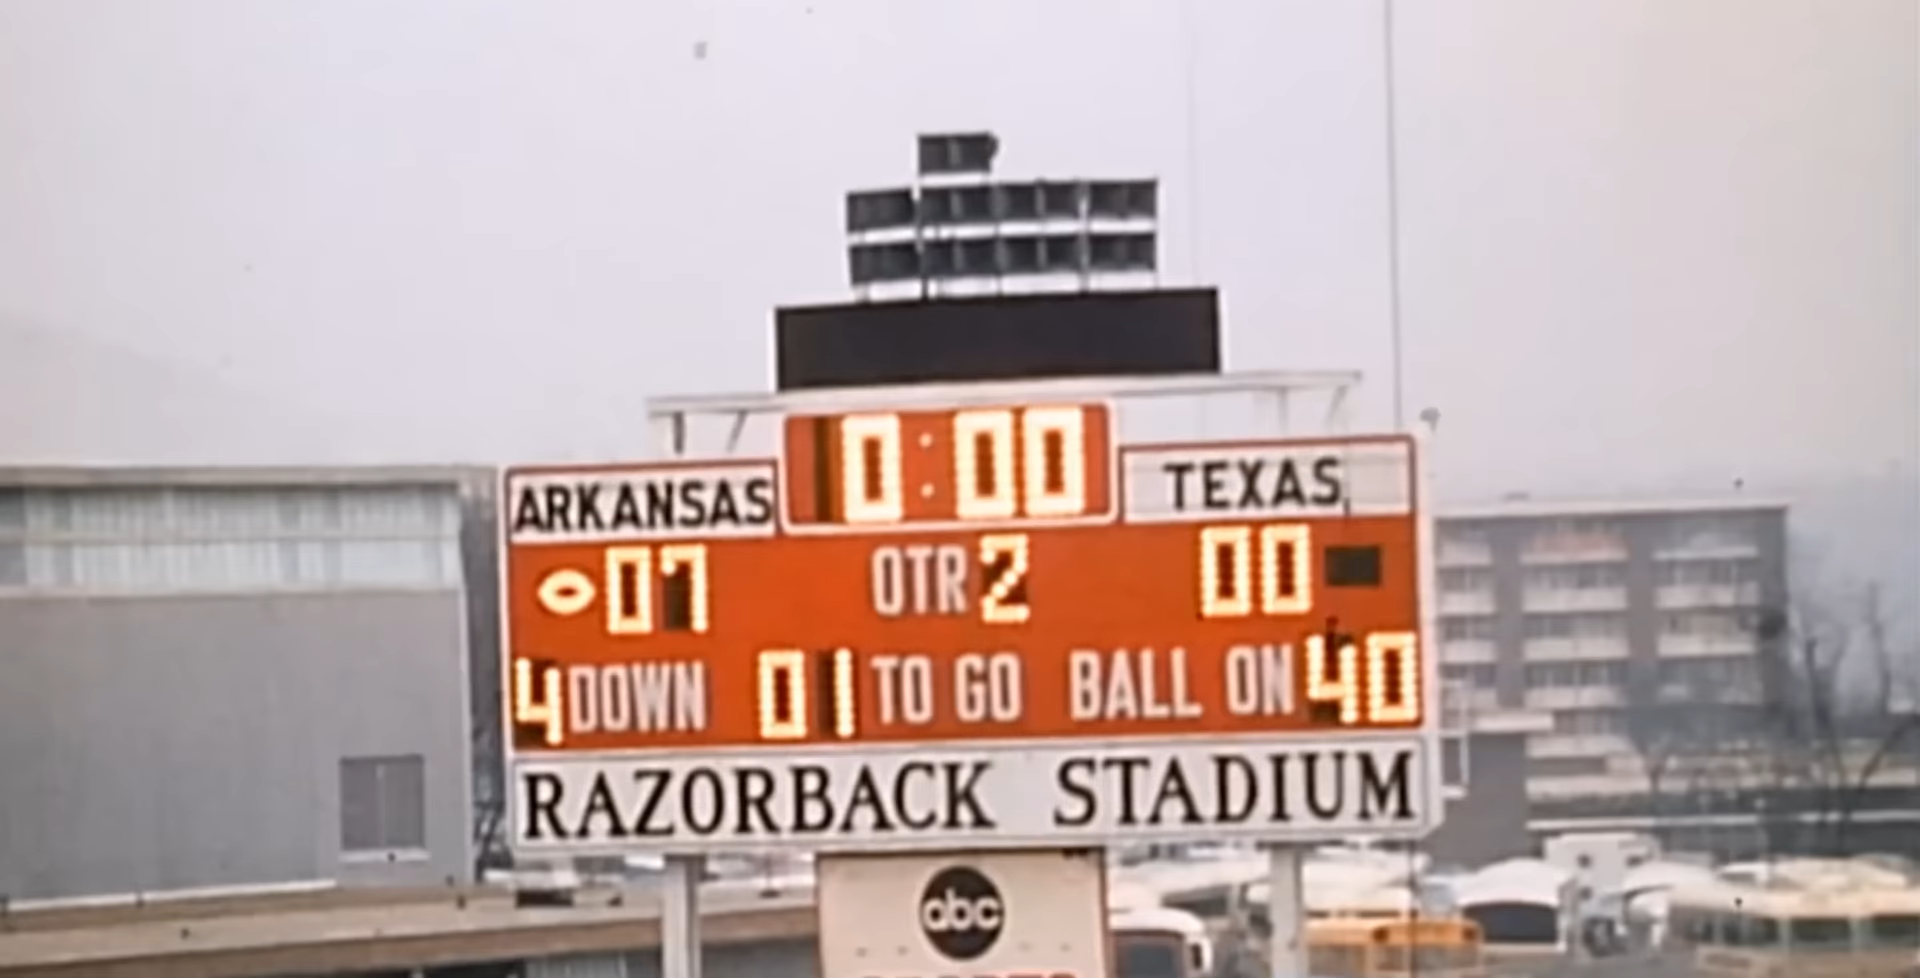 0:00
ARKANSAS TEXAS
07 QTR 2 00
4 DOWN 01 TO GO BALL ON 40
RAZORBACK STADIUM
abc